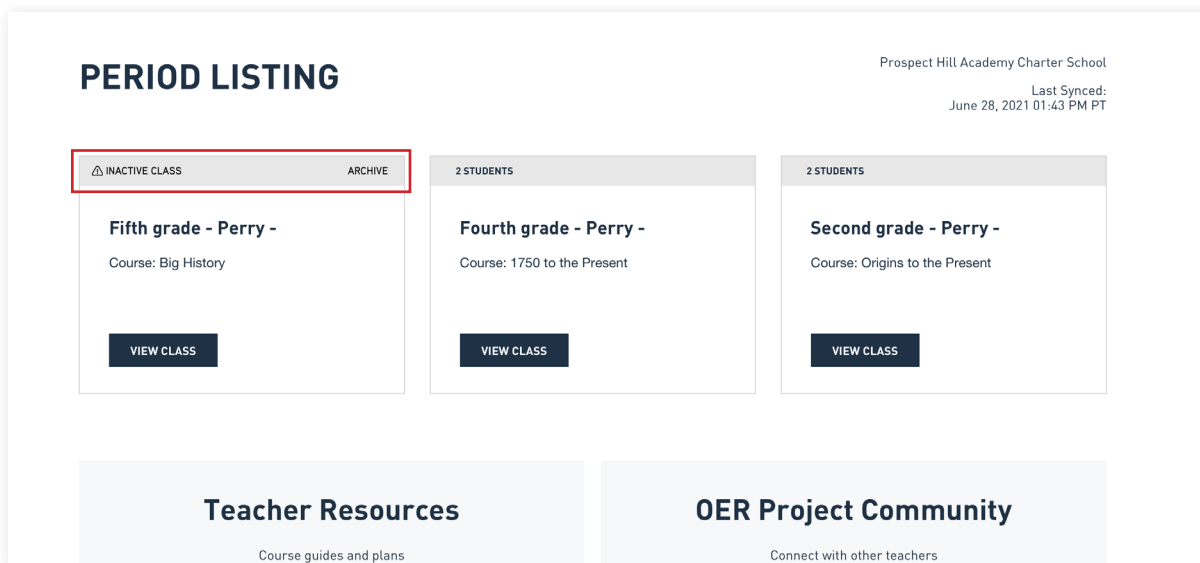 PERIOD LISTING
Prospect Hill Academy Charter School
Last Synced:
June 28, 2021 01:43 PM PT
INACTIVE CLASS ARCHIVE
Fifth grade - Perry -
Course: Big History
VIEW CLASS
2 STUDENTS
Fourth grade - Perry -
Course: 1750 to the Present
VIEW CLASS
2 STUDENTS
Second grade - Perry -
Course: Origins to the Present
VIEW CLASS
Teacher Resources
Course guides and plans
OER Project Community
Connect with other teachers